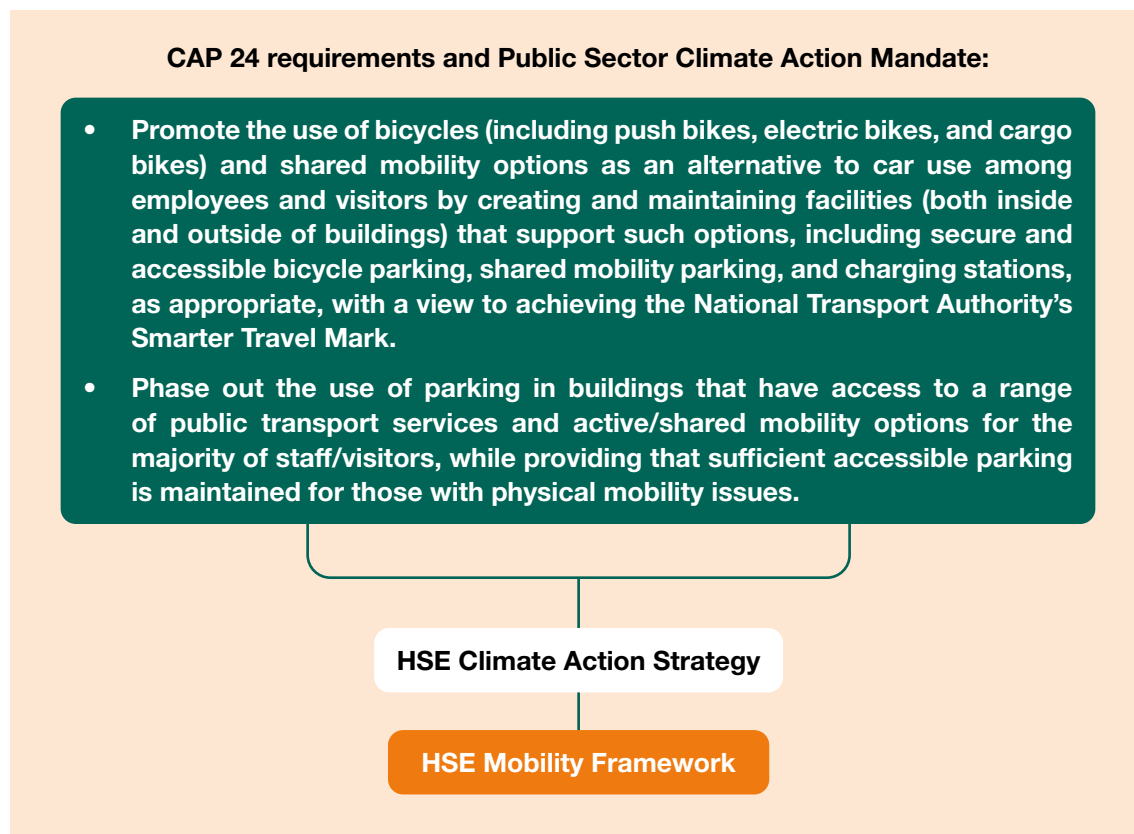 CAP 24 requirements and Public Sector Climate Action Mandate:
• Promote the use of bicycles (including push bikes, electric bikes, and cargo
bikes) and shared mobility options as an alternative to car use among
employees and visitors by creating and maintaining facilities (both inside
and outside of buildings) that support such options, including secure and
accessible bicycle parking, shared mobility parking, and charging stations,
as appropriate, with a view to achieving the National Transport Authority’s
Smarter Travel Mark.
• Phase out the use of parking in buildings that have access to a range
of public transport services and active/shared mobility options for the
majority of staff/visitors, while providing that sufficient accessible parking
is maintained for those with physical mobility issues.
HSE Climate Action Strategy
HSE Mobility Framework